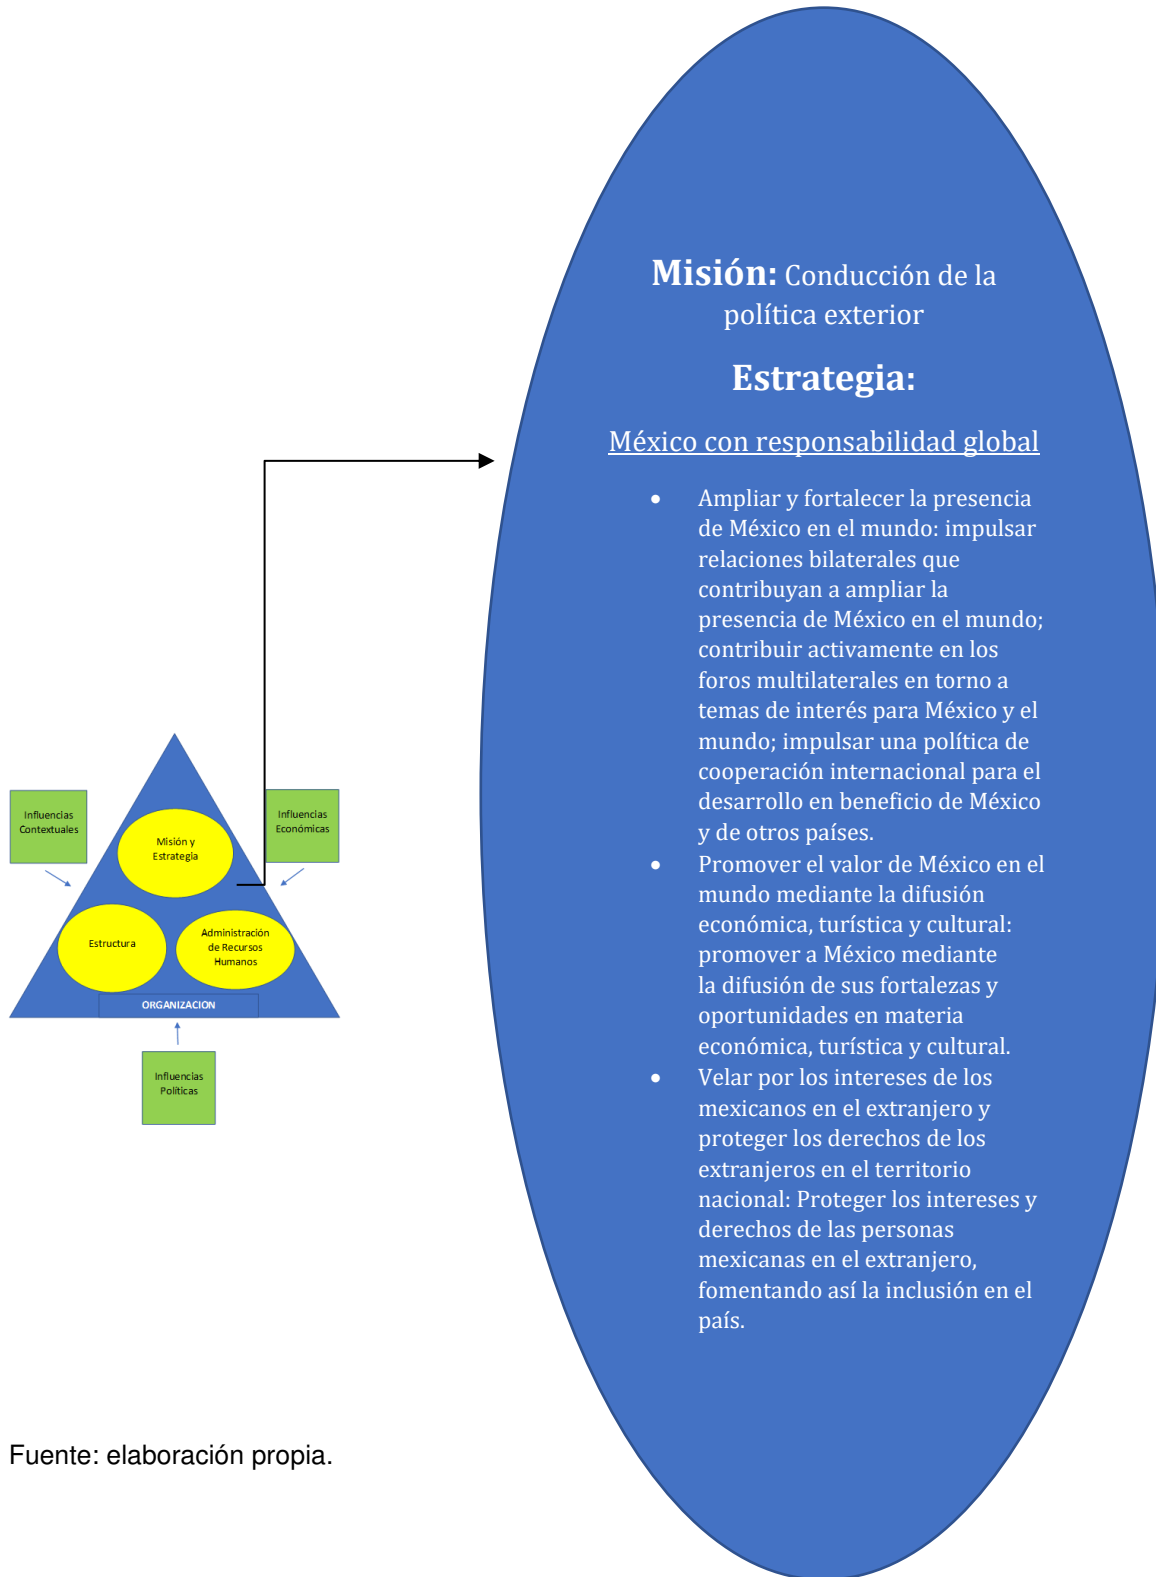 Misión: Conducción de la
política exterior
Estrategia:
México con responsabilidad global
• Ampliar y fortalecer la presencia
de México en el mundo: impulsar
relaciones bilaterales que
contribuyan a ampliar la
presencia de México en el mundo;
contribuir activamente en los
foros multilaterales en torno a
temas de interés para México y el
mundo; impulsar una política de
cooperación internacional para el
desarrollo en beneficio de México
y de otros países.
• Promover el valor de México en el
mundo mediante la difusión
económica, turística y cultural:
promover a México mediante
la difusión de sus fortalezas y
oportunidades en materia
económica, turística y cultural.
• Velar por los intereses de los
mexicanos en el extranjero y
proteger los derechos de los
extranjeros en el territorio
nacional: Proteger los intereses y
derechos de las personas
mexicanas en el extranjero,
fomentando así la inclusión en el
país.
Influencias
Contextuales
Influencias
Económicas
Misión y
Estrategia
Estructura
Administración
de Recursos
Humanos
ORGANIZACION
Influencias
Políticas
Fuente: elaboración propia.